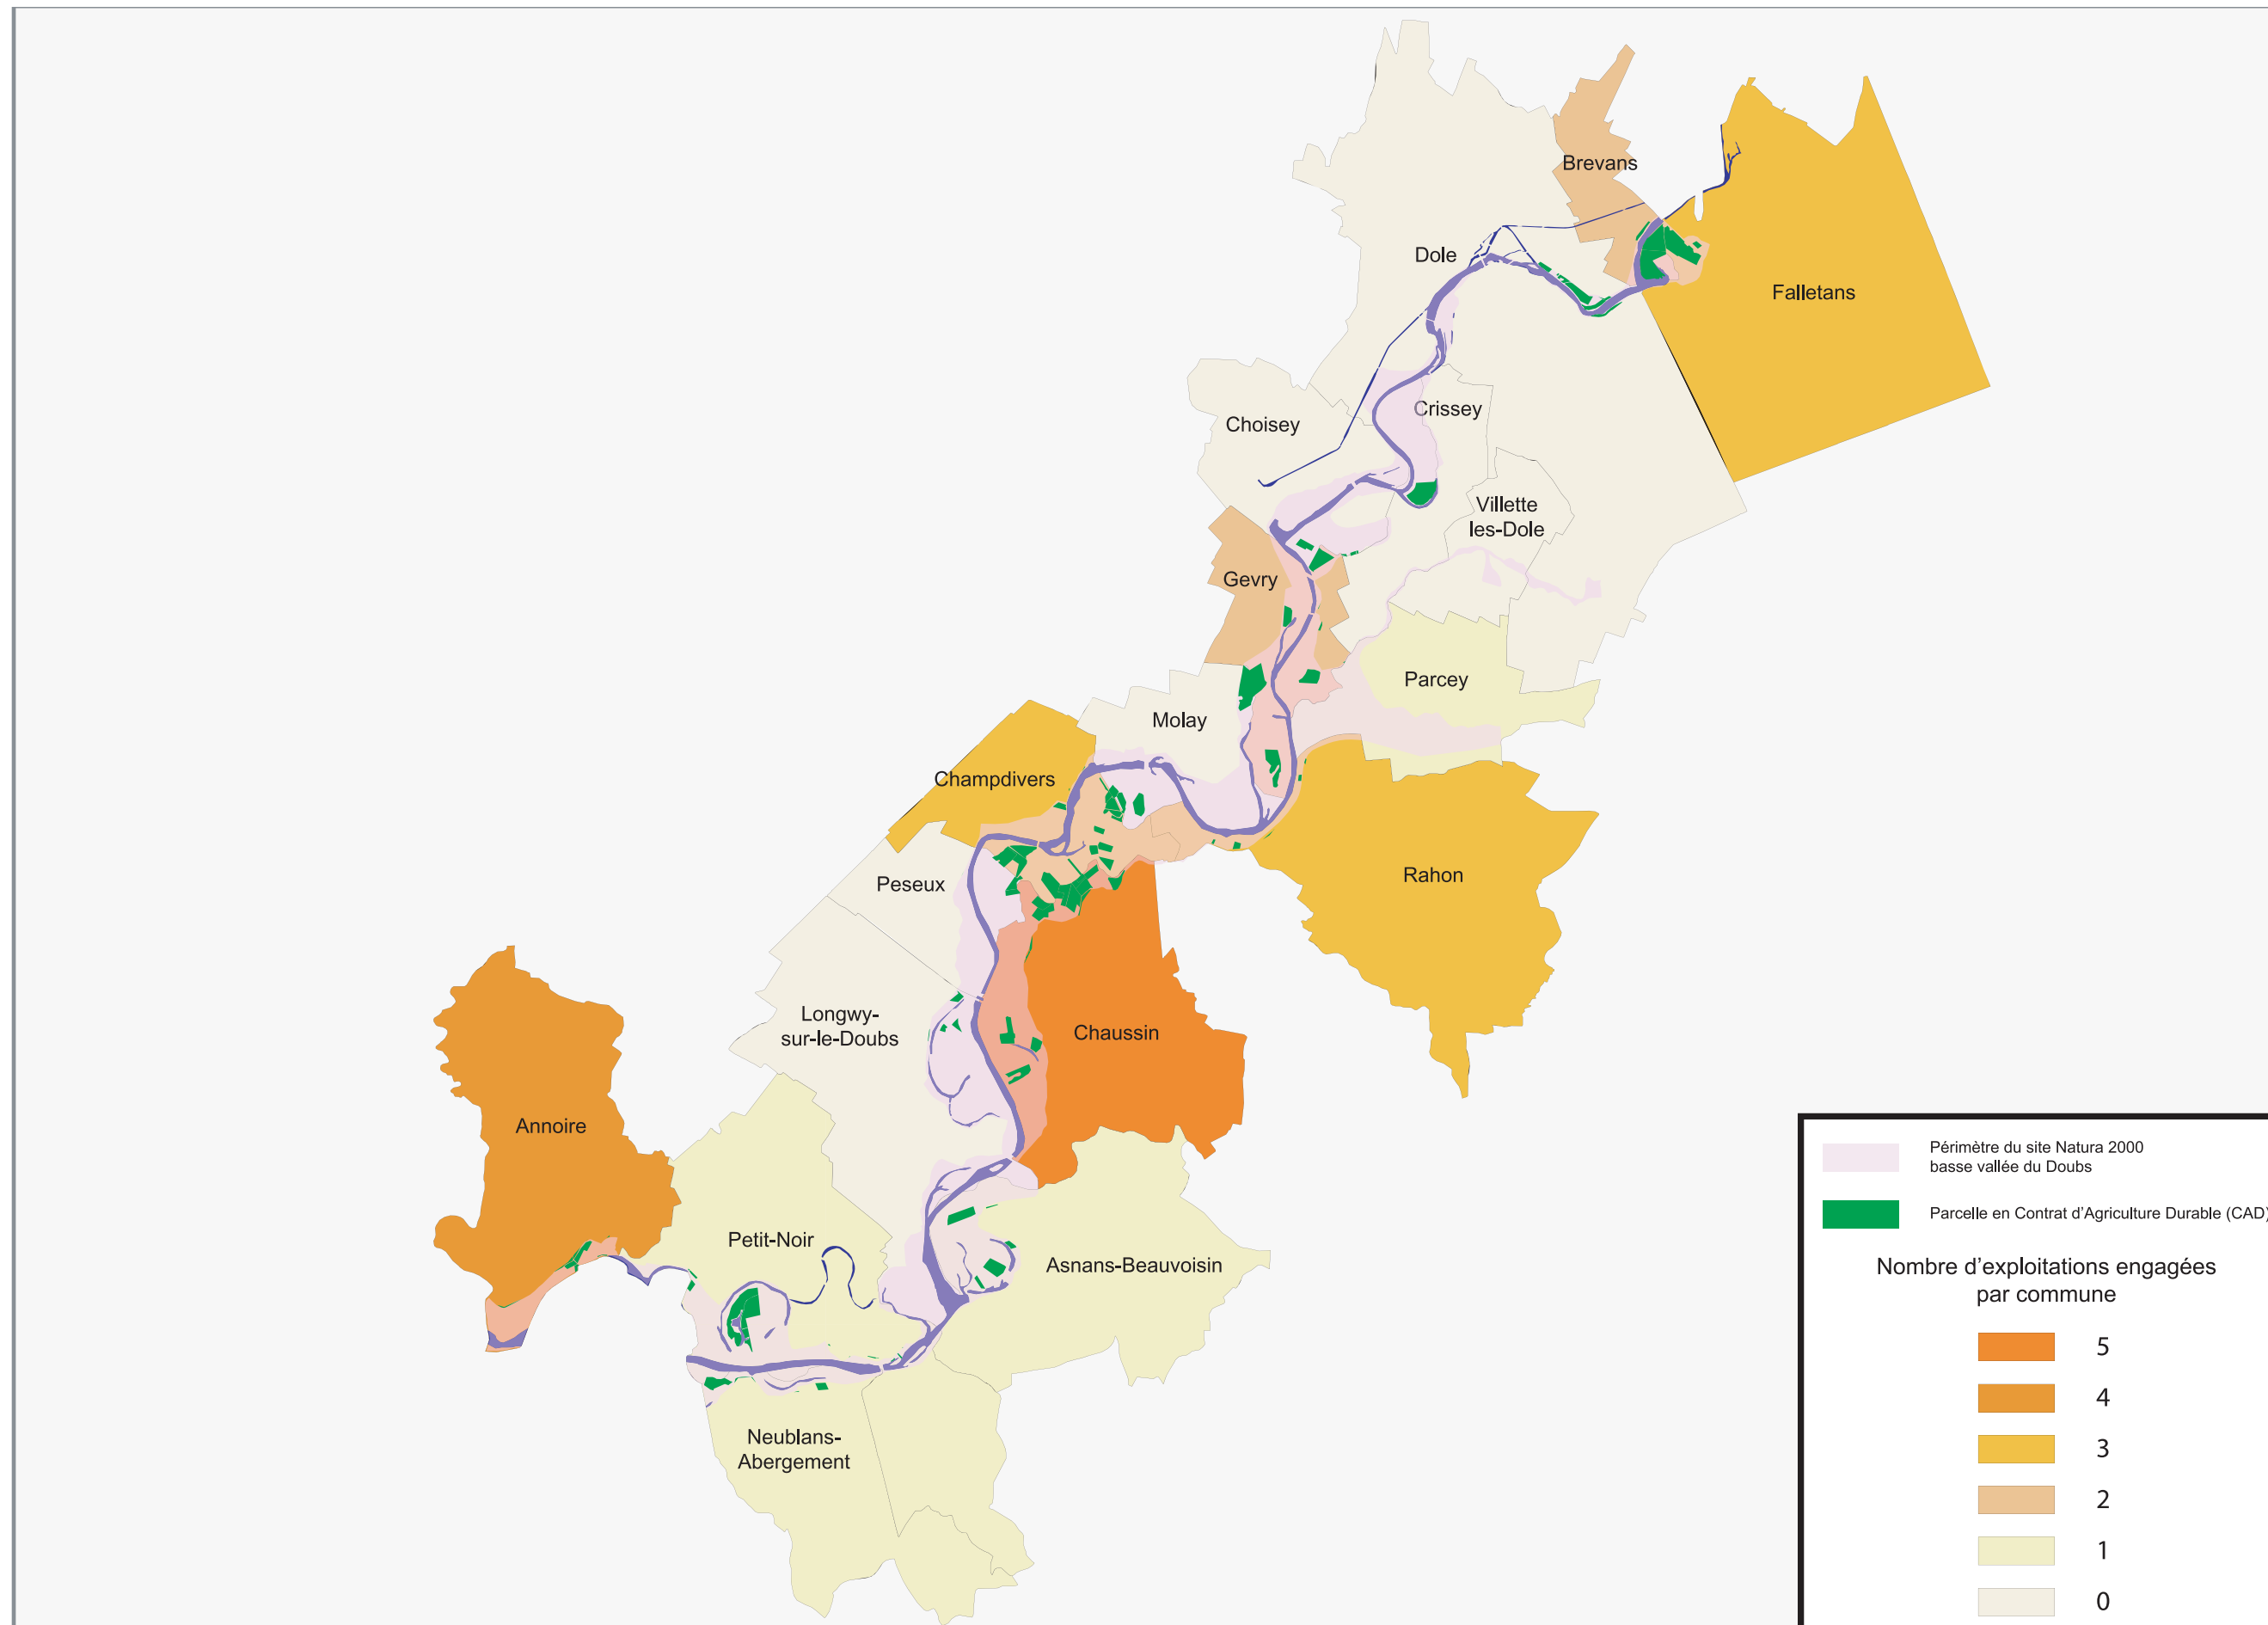 Brevans
Dole
Falletans
Crissey
Choisey
Villette
les-Dole
Gevry
Parcey
Molay
Champdivers
Rahon
Peseux
Longwy-
sur-le-Doubs
Chaussin
Annoire
Petit-Noir
Asnans-Beauvoisin
Neublans-
Abergement
Périmètre du site Natura 2000
basse vallée du Doubs
Parcelle en Contrat d'Agriculture Durable (CAD)
Nombre d'exploitations engagées
par commune
5
4
3
2
1
0